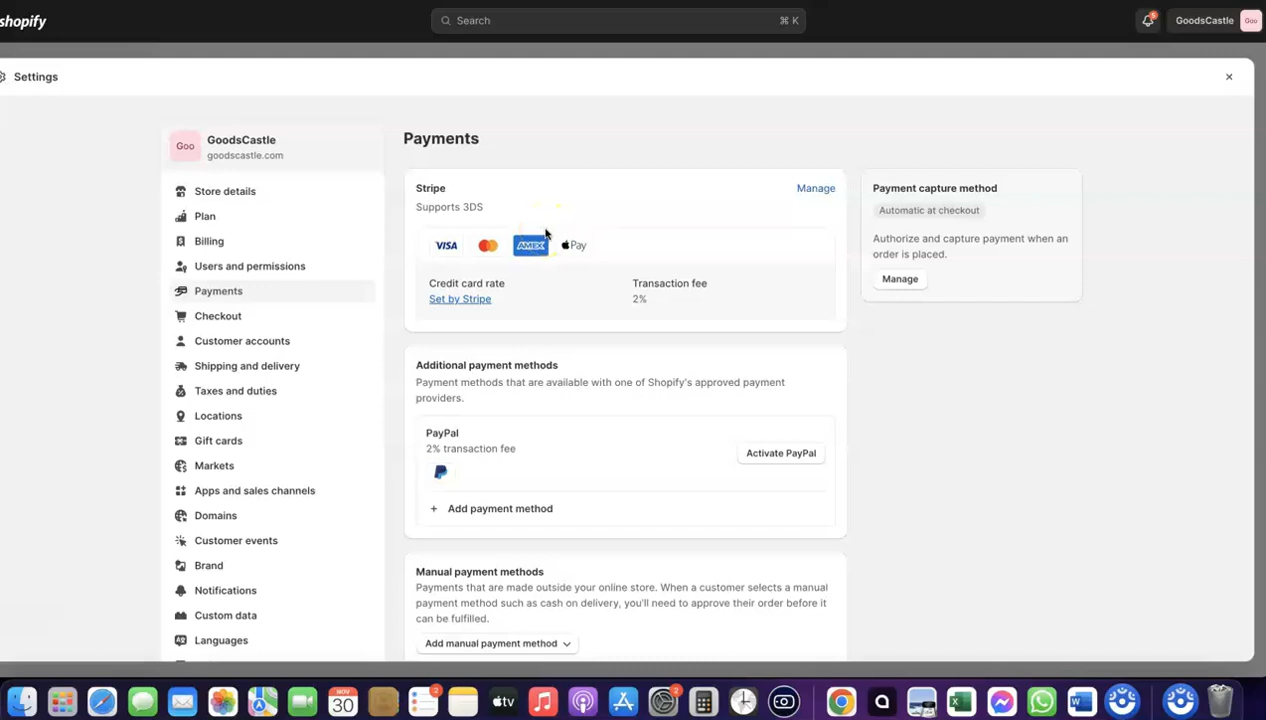 shopify
Search
⌘ K
5
GoodsCastle
Goo
Settings
×
Goo
GoodsCastle
goodscastle.com
Store details
Plan
Billing
Users and permissions
Payments
Checkout
Customer accounts
Shipping and delivery
Taxes and duties
Locations
Gift cards
Markets
Apps and sales channels
Domains
Customer events
Brand
Notifications
Custom data
Languages
Payments
Stripe
Manage
Supports 3DS
VISA
AMEX
Pay
Credit card rate
Transaction fee
Set by Stripe
2%
Additional payment methods
Payment methods that are available with one of Shopify's approved payment
providers.
PayPal
2% transaction fee
Activate PayPal
+ Add payment method
Manual payment methods
Payments that are made outside your online store. When a customer selects a manual
payment method such as cash on delivery, you'll need to approve their order before it
can be fulfilled.
Add manual payment method
Payment capture method
Automatic at checkout
Authorize and capture payment when an
order is placed.
Manage
NOV
30
2
tv
2